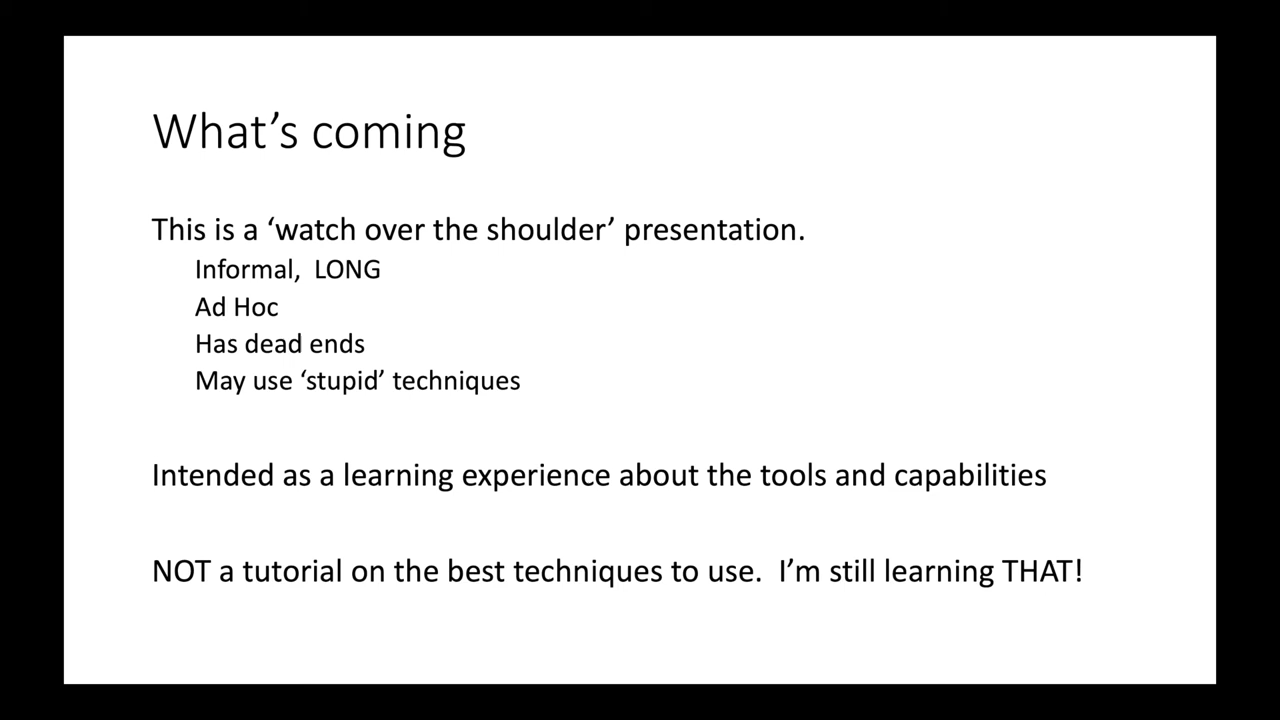 What’s coming
This is a ‘watch over the shoulder’ presentation.
Informal,  LONG
Ad Hoc
Has dead ends
May use ‘stupid’ techniques
Intended as a learning experience about the tools and capabilities
NOT a tutorial on the best techniques to use.  I’m still learning THAT!